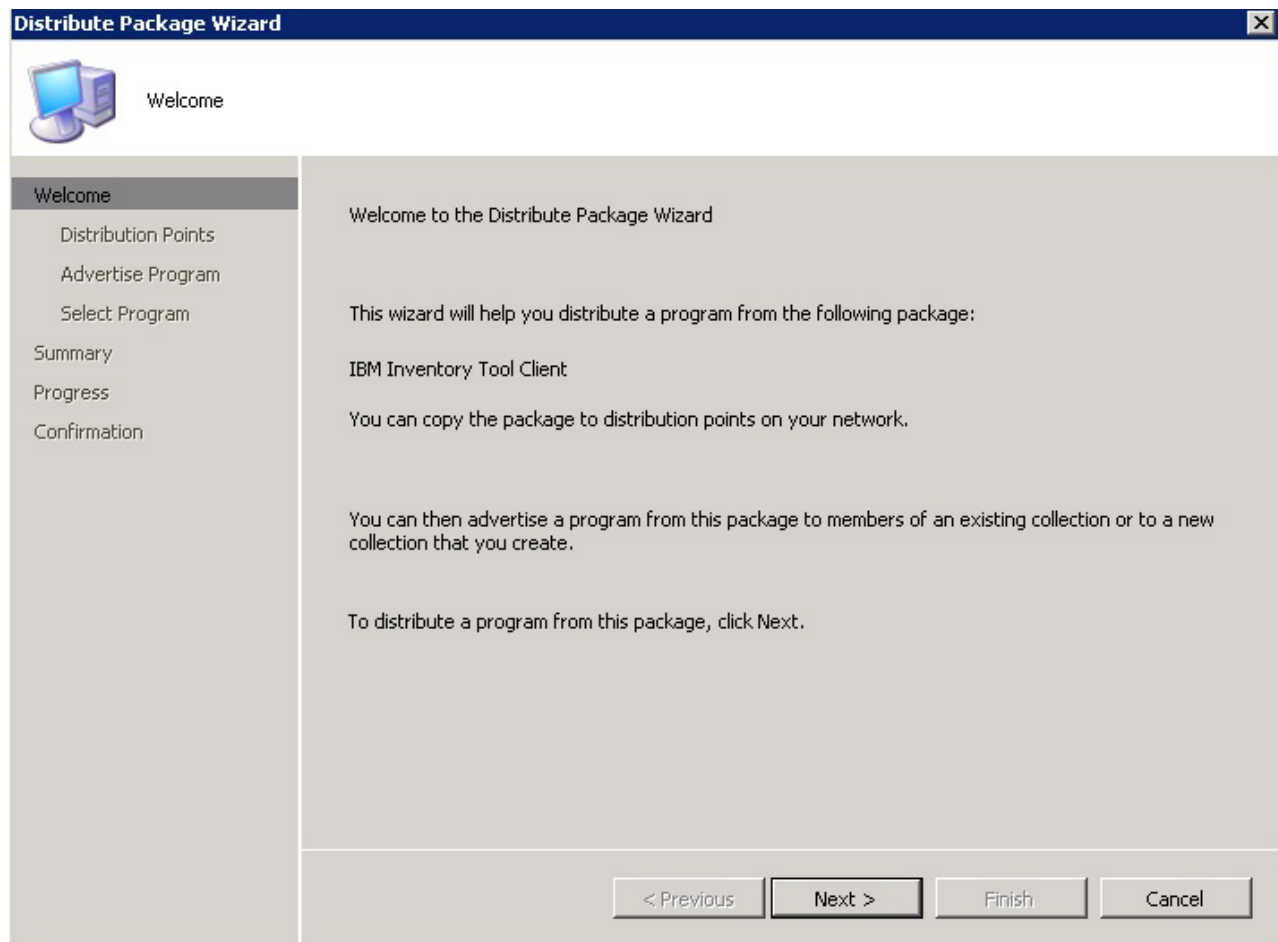 Distribute Package Wizard
Welcome
Welcome
Distribution Points
Advertise Program
Select Program
Summary
Progress
Confirmation
Welcome to the Distribute Package Wizard
This wizard will help you distribute a program from the following package:
IBM Inventory Tool Client
You can copy the package to distribution points on your network.
You can then advertise a program from this package to members of an existing collection or to a new
collection that you create.
To distribute a program from this package, click Next.
< Previous
Next >
Finish
Cancel